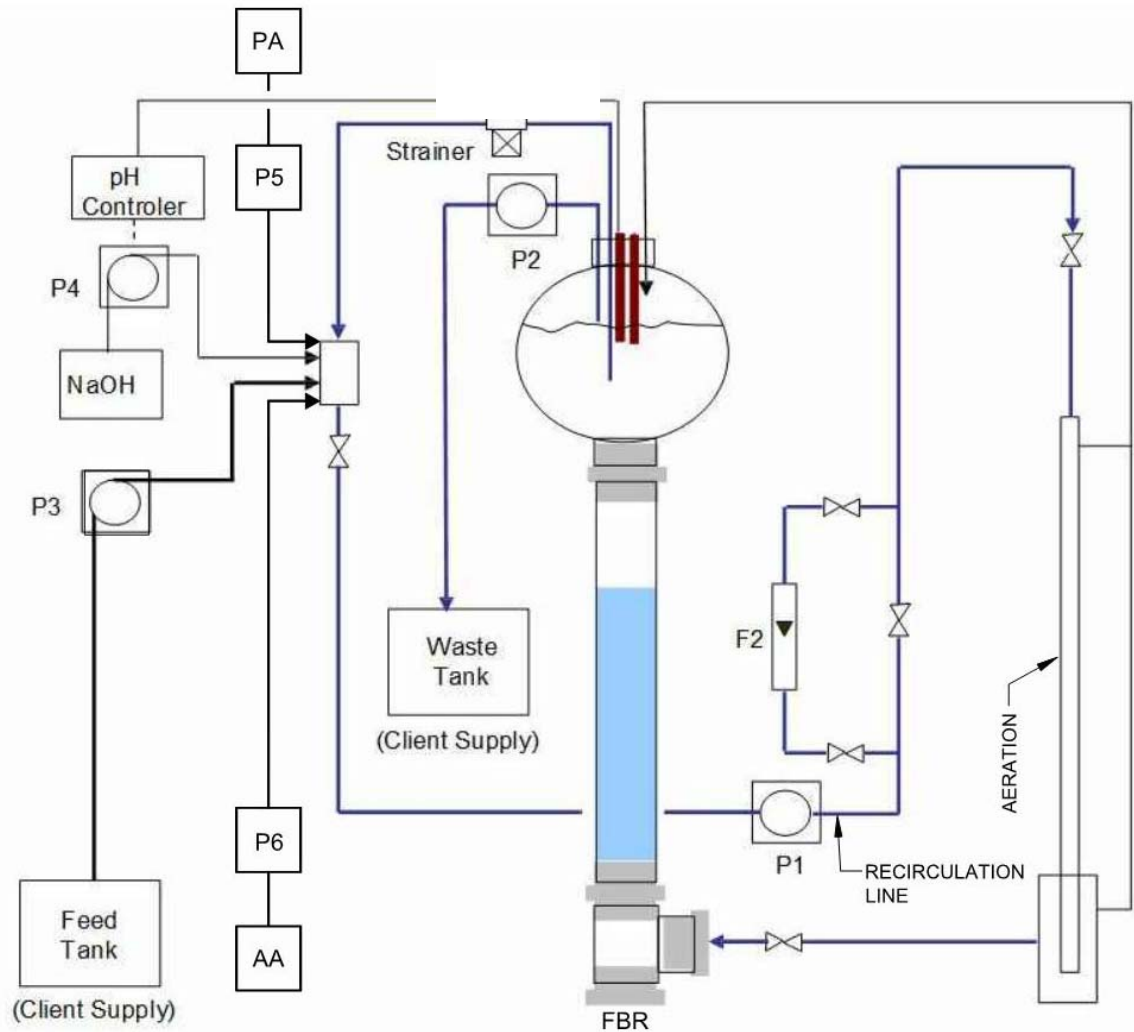 PA
Strainer
pH
Controler
P5
P2
P4
NaOH
P3
Waste
Tank
(Client Supply)
F2
AERATION
P6
P1
RECIRCULATION
LINE
Feed
Tank
(Client Supply)
AA
FBR